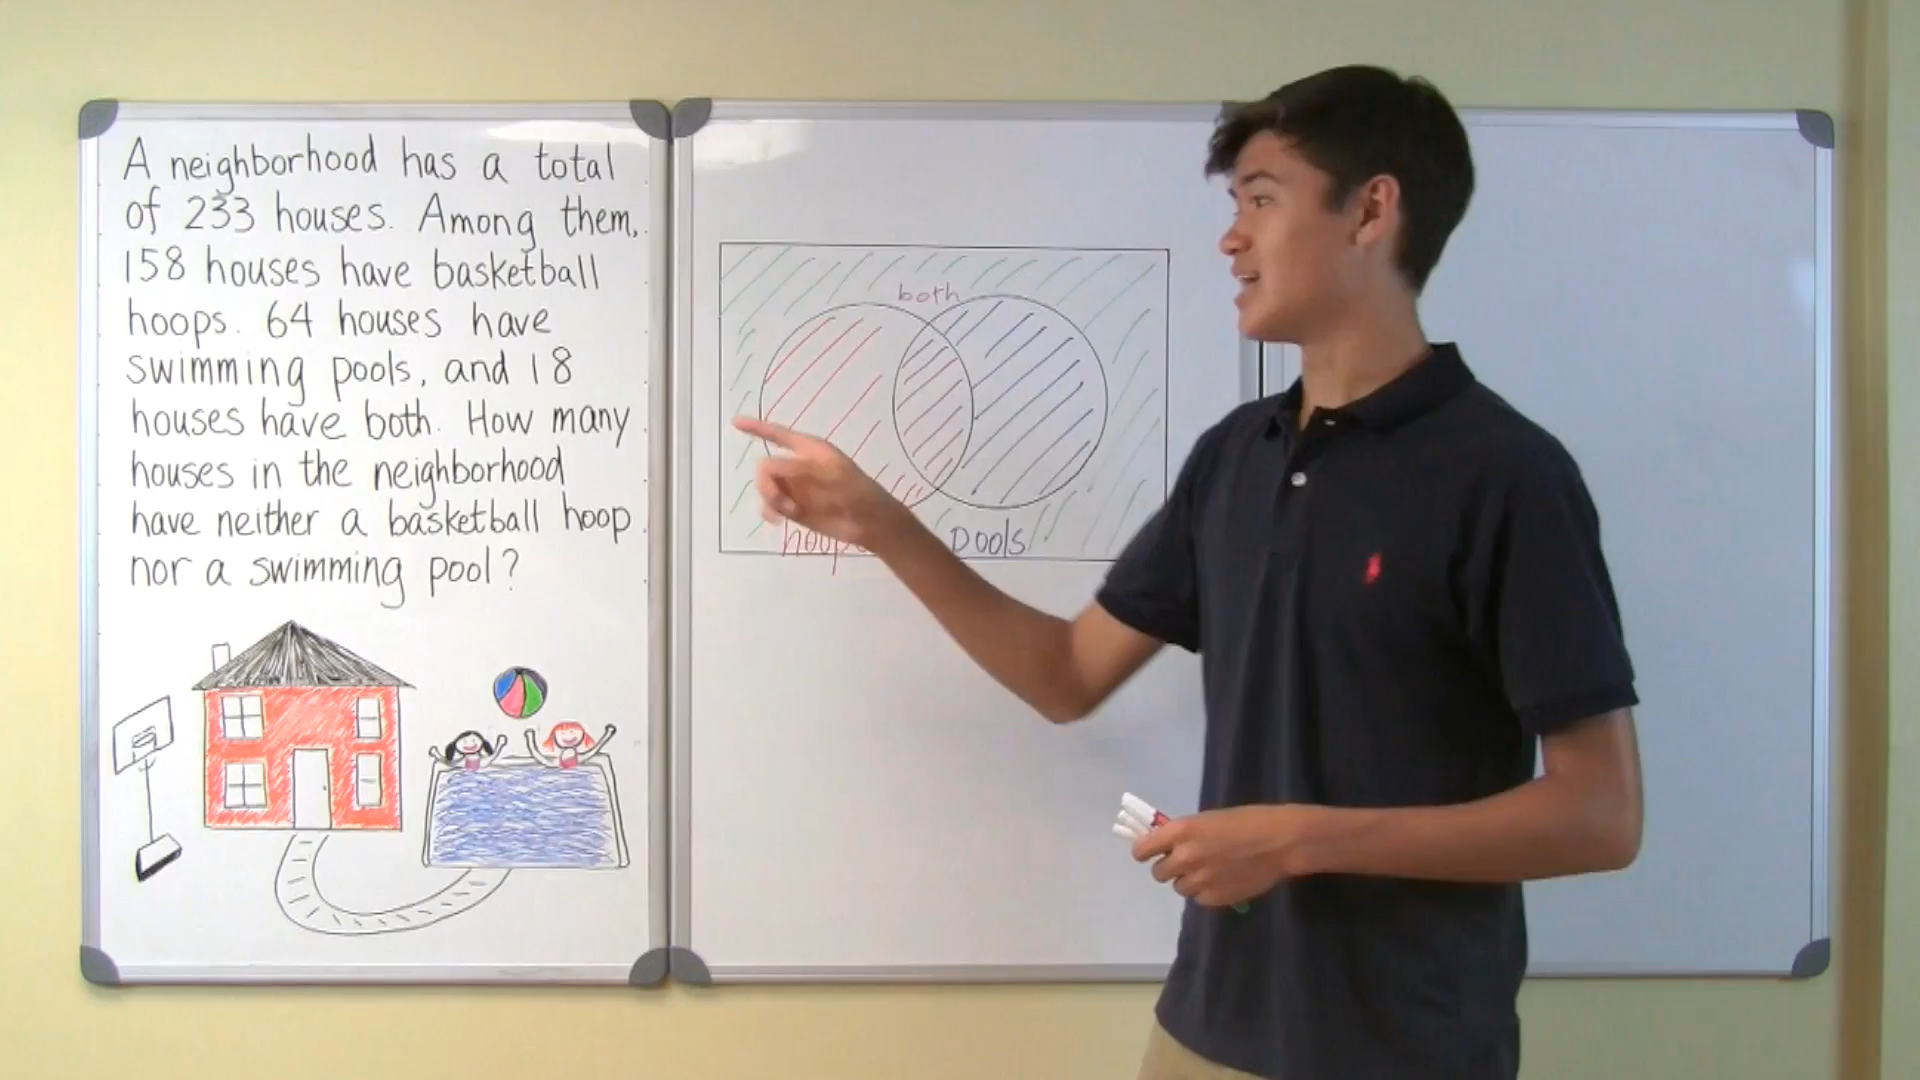 A neighborhood has a total
of 233 houses. Among them,
158 houses have basketball
hoops. 64 houses have
swimming pools, and 18
houses have both. How many
houses in the neighborhood
have neither a basketball hoop
nor a swimming pool?
both
pools